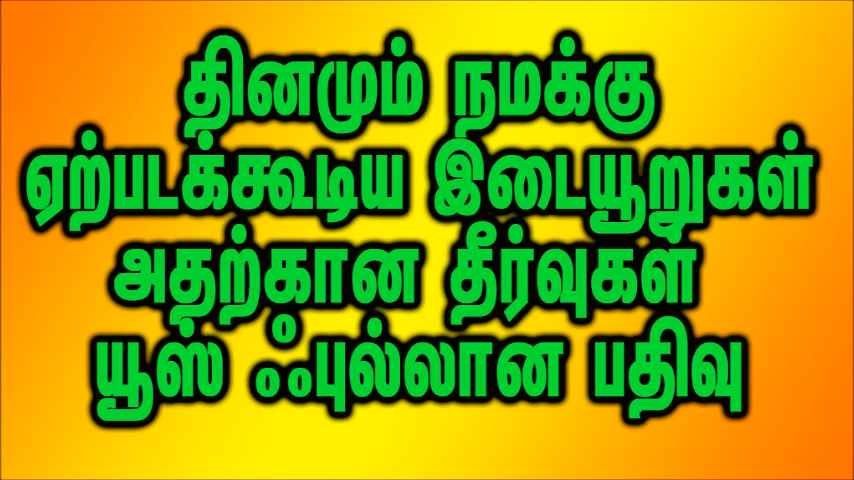 தினமும் நமக்கு
ஏற்படக்கூடிய இடையூறுகள்
அதற்கான தீர்வுகள்
யூஸ் ஃபுல்லான பதிவு